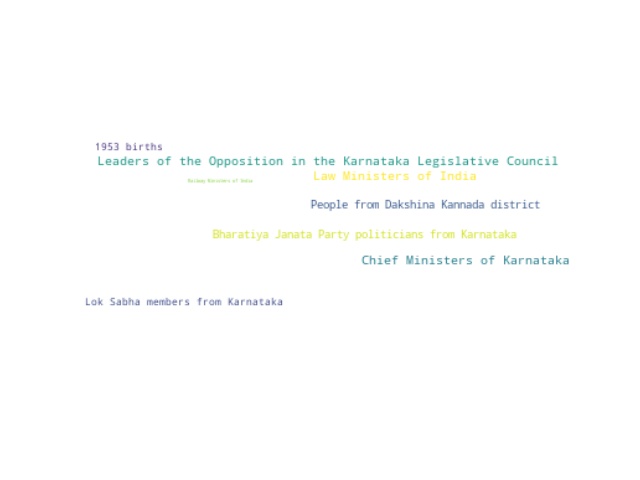 1953 births
Leaders of the Opposition in the Karnataka Legislative Council
Law Ministers of India
Railway Ministers of India
People from Dakshina Kannada district
Bharatiya Janata Party politicians from Karnataka
Chief Ministers of Karnataka
Lok Sabha members from Karnataka